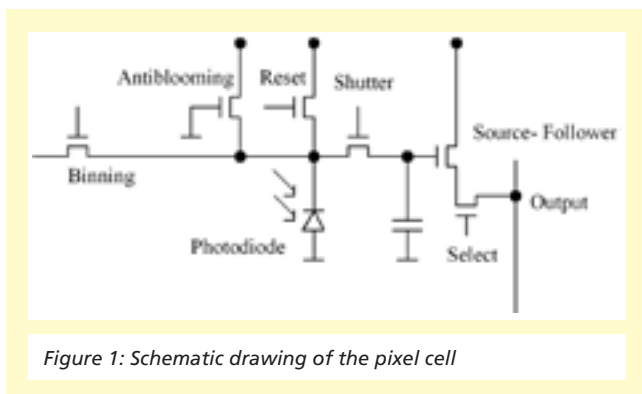 Antiblooming
Reset
Shutter
Source- Follower
Binning
Output
Photodiode
Select
Figure 1: Schematic drawing of the pixel cell